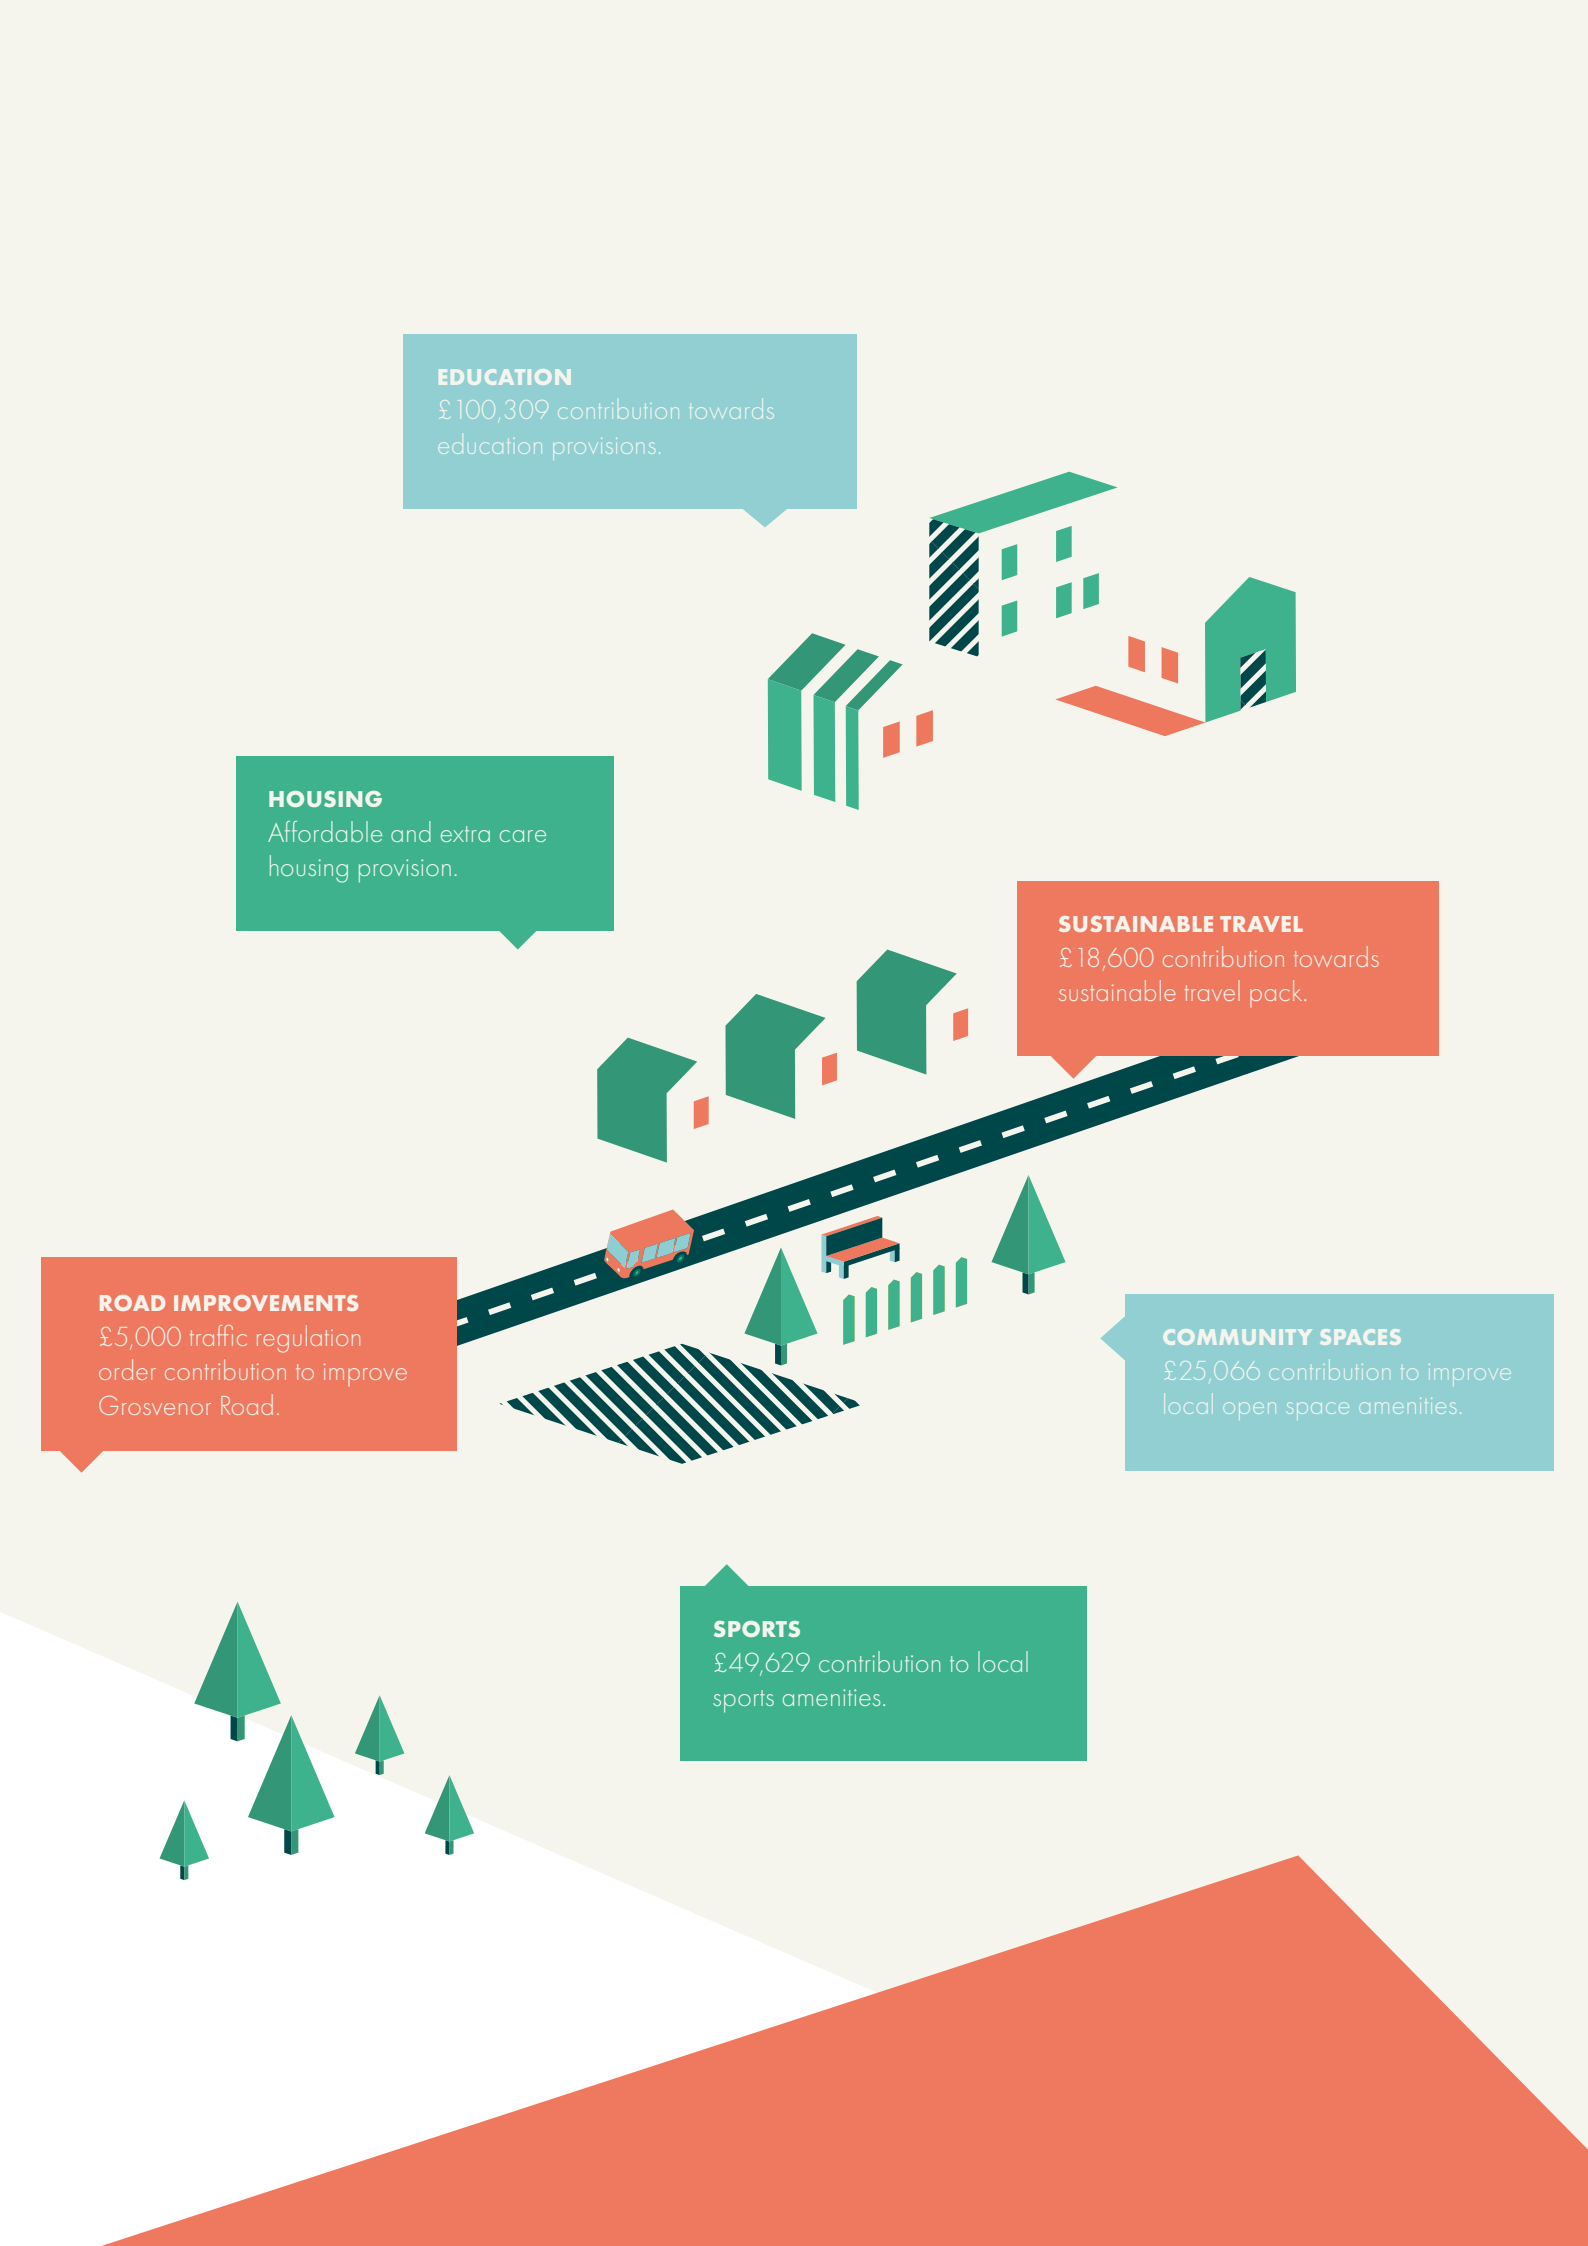 EDUCATION
£100,309 contribution towards
education provisions.
HOUSING
Affordable and extra care
housing provision.
SUSTAINABLE TRAVEL
£18,600 contribution towards
sustainable travel pack.
ROAD IMPROVEMENTS
£5,000 traffic regulation
order contribution to improve
Grosvenor Road.
COMMUNITY SPACES
£25,066 contribution to improve
local open space amenities.
SPORTS
£49,629 contribution to local
sports amenities.